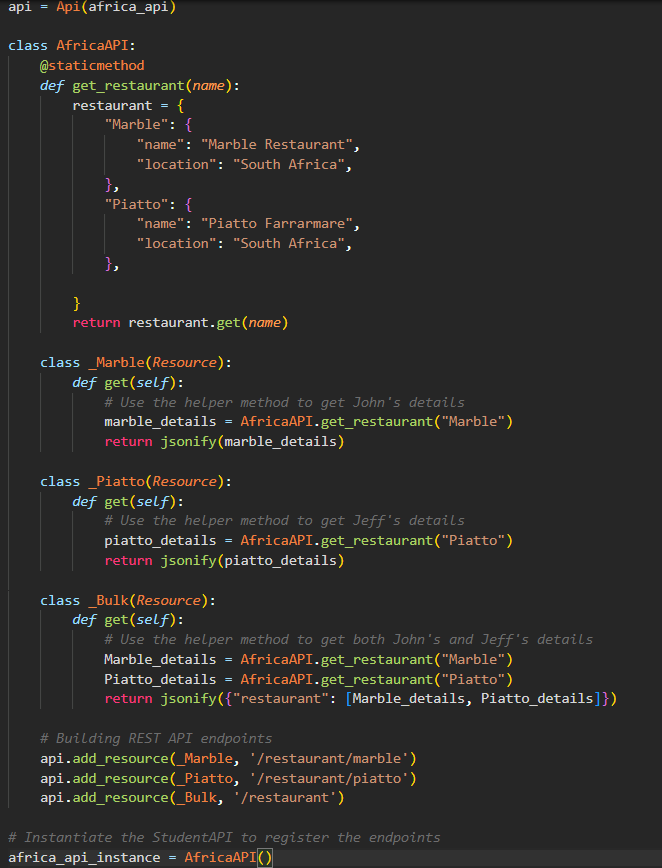 api = Api(africa_api)
class AfricaAPI:
@staticmethod
def get_restaurant(name):
restaurant = {
"Marble": {
"name": "Marble Restaurant",
"location": "South Africa",
},
"Piatto": {
"name": "Piatto Farrarmare",
"location": "South Africa",
},
}
return restaurant.get(name)
class _Marble(Resource):
def get(self):
# Use the helper method to get John's details
marble_details = AfricaAPI.get_restaurant("Marble")
return jsonify(marble_details)
class _Piatto(Resource):
def get(self):
# Use the helper method to get Jeff's details
piatto_details = AfricaAPI.get_restaurant("Piatto")
return jsonify(piatto_details)
class _Bulk(Resource):
def get(self):
# Use the helper method to get both John's and Jeff's details
Marble_details = AfricaAPI.get_restaurant("Marble")
Piatto_details = AfricaAPI.get_restaurant("Piatto")
return jsonify({"restaurant": [Marble_details, Piatto_details]})
# Building REST API endpoints
api.add_resource(_Marble, '/restaurant/marble')
api.add_resource(_Piatto, '/restaurant/piatto')
api.add_resource(_Bulk, '/restaurant')
# Instantiate the StudentAPI to register the endpoints
africa_api_instance = AfricaAPI()